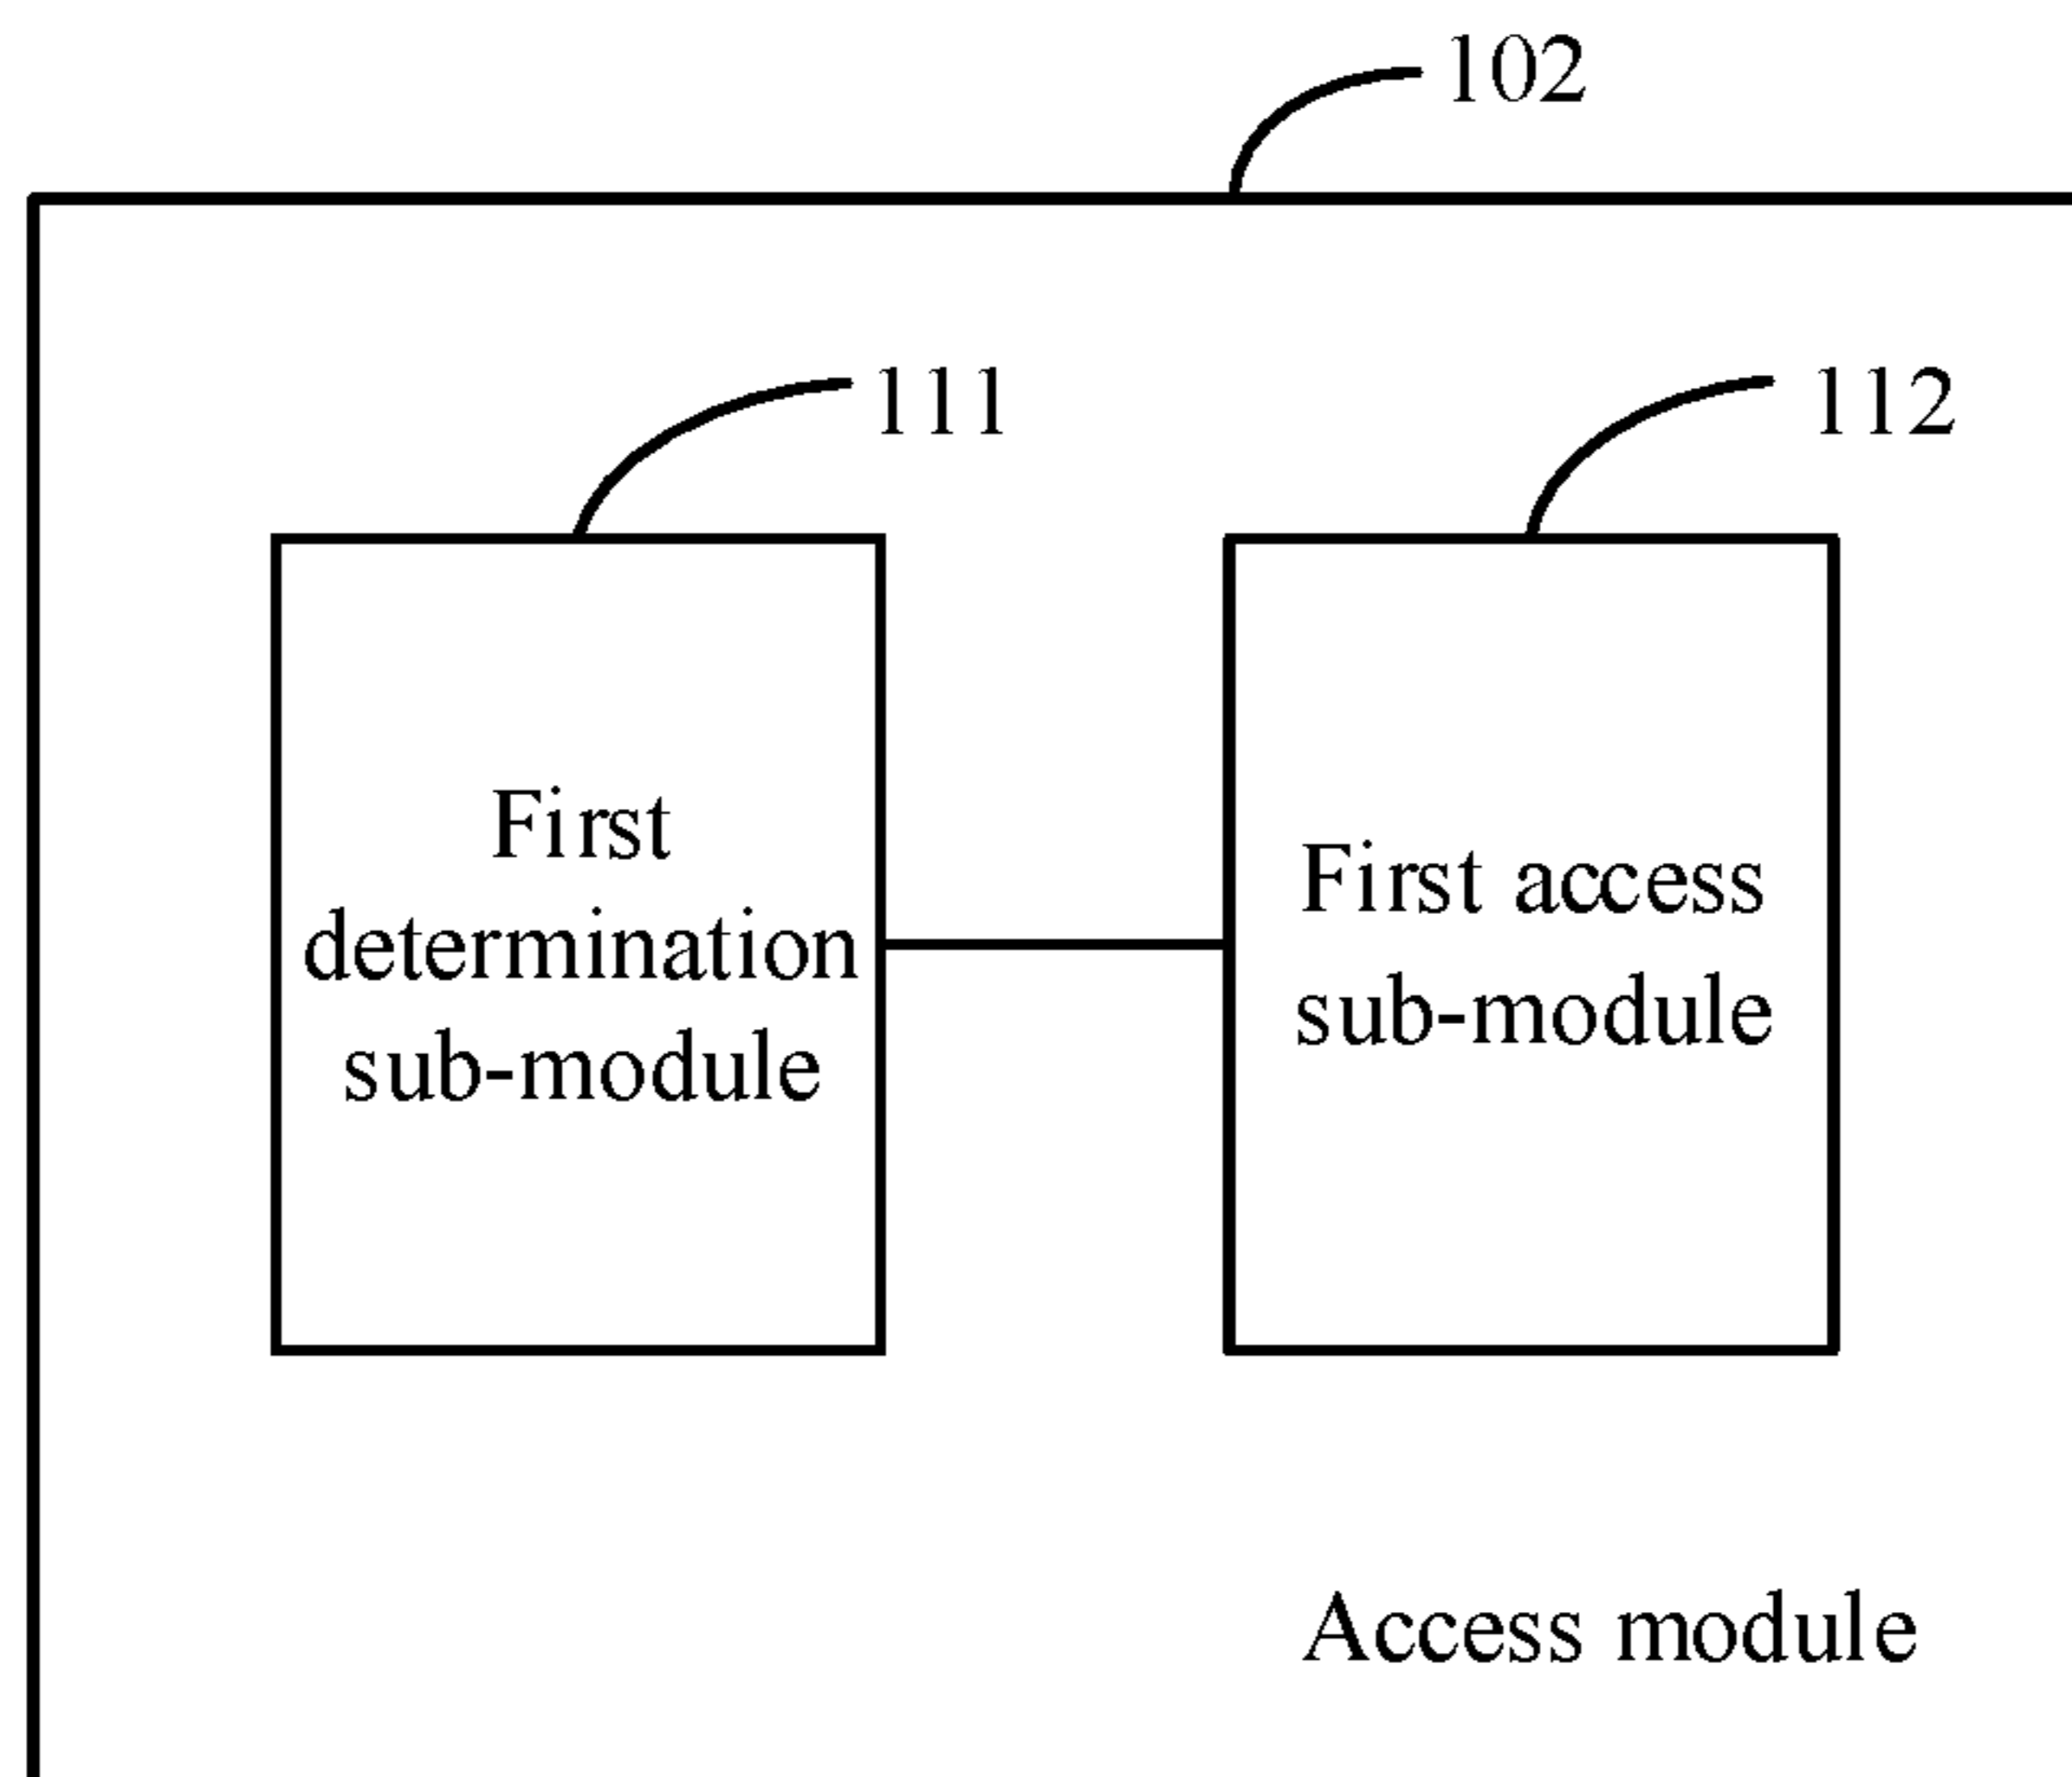 102
111
112
First
determination
sub-module
First access
sub-module
Access module